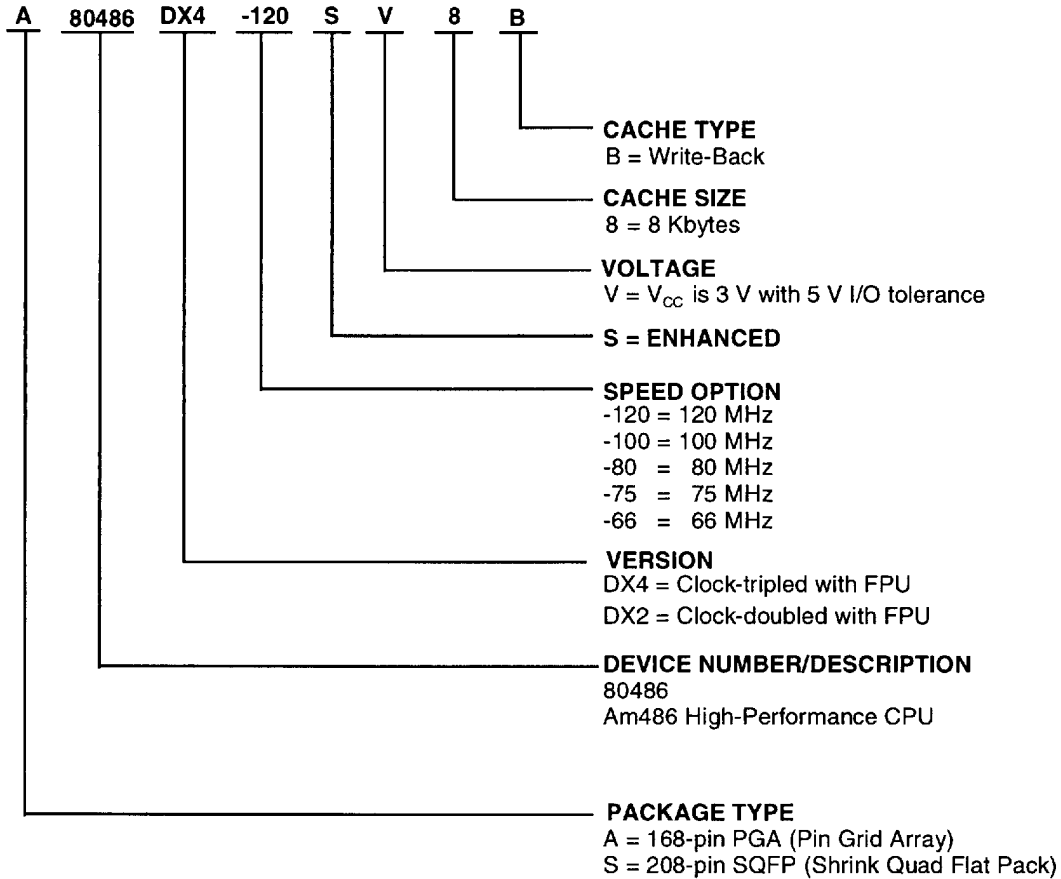 A 80486 DX4 -120 S V 8 B
CACHE TYPE
B = Write-Back
CACHE SIZE
8 = 8 Kbytes
VOLTAGE
V = VCC is 3 V with 5 V I/O tolerance
S = ENHANCED
SPEED OPTION
-120 = 120 MHz
-100 = 100 MHz
-80 = 80 MHz
-75 = 75 MHz
-66 = 66 MHz
VERSION
DX4 = Clock-tripled with FPU
DX2 = Clock-doubled with FPU
DEVICE NUMBER/DESCRIPTION
80486
Am486 High-Performance CPU
PACKAGE TYPE
A = 168-pin PGA (Pin Grid Array)
S = 208-pin SQFP (Shrink Quad Flat Pack)